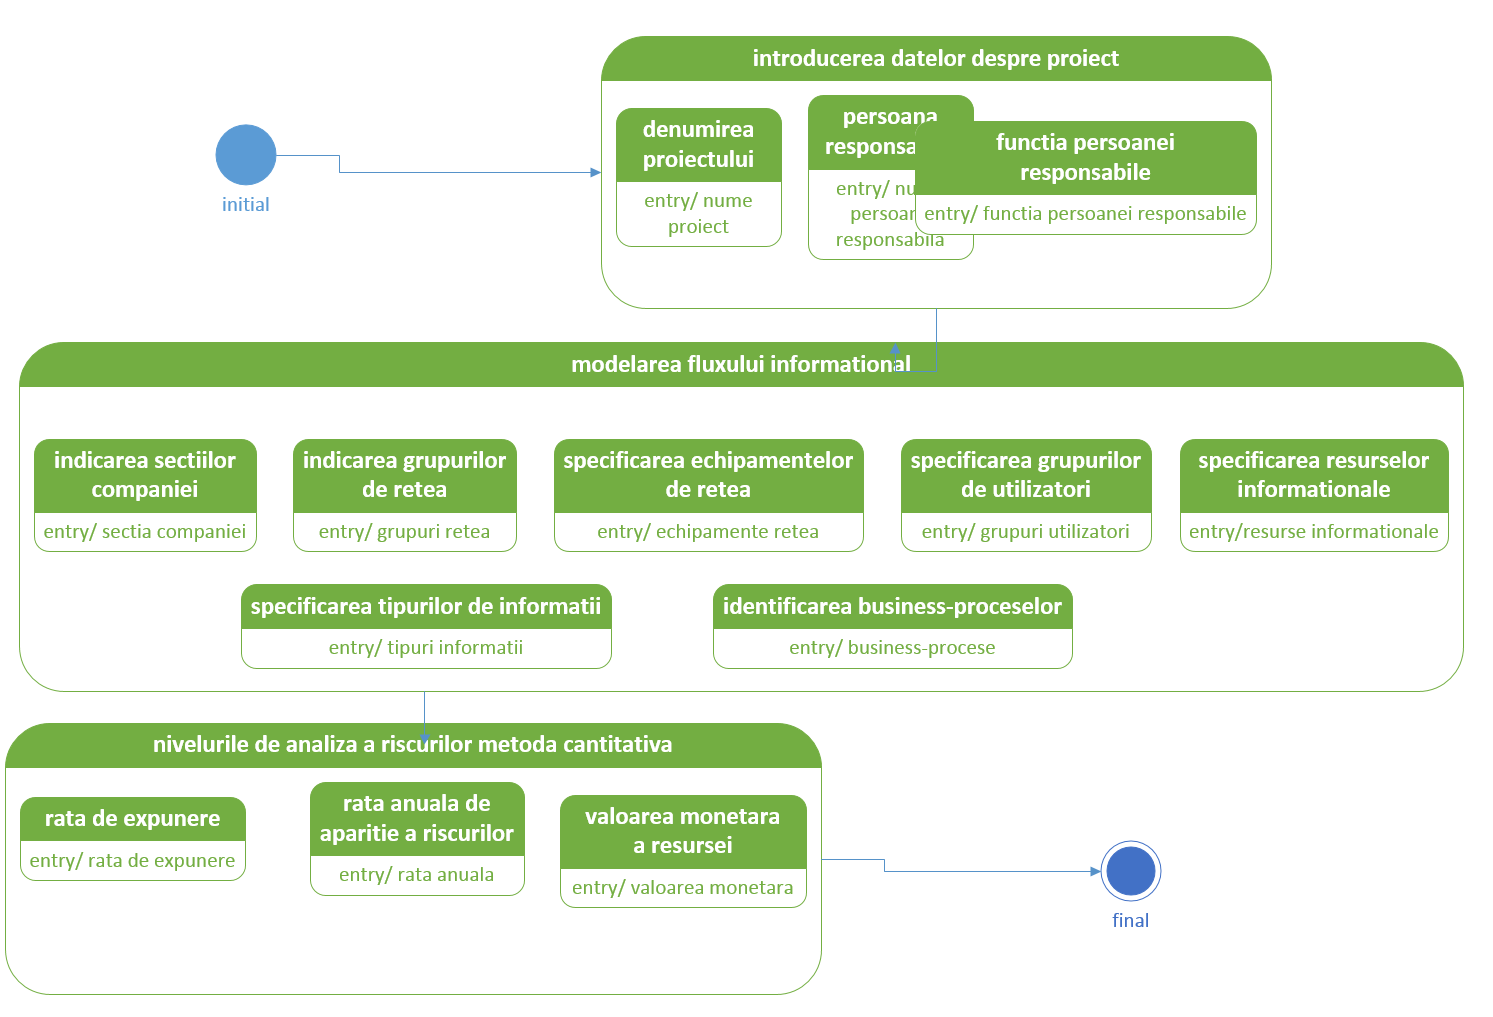 introducerea datelor despre proiect
denumirea
proiectului
entry/ nume
proiect
persoana
entry/
responsabila
functia persoanei
responsabile
entry/ functia persoanei responsabile
initial
modelarea fluxului informational
indicarea sectiilor
companiei
entry/ sectia companiei
indicarea grupurilor
de retea
entry/ grupuri retea
specificarea echipamentelor
de retea
entry/ echipamente retea
specificarea grupurilor
de utilizatori
entry/ grupuri utilizatori
specificarea resurselor
informationale
entry/resurse informationale
specificarea tipurilor de informatii
entry/ tipuri informatii
identificarea business-proceselor
entry/ business-procese
nivelurile de analiza a riscurilor metoda cantitativa
rata de expunere
entry/ rata de expunere
rata anuala de
aparitie a riscurilor
entry/ rata anuala
valoarea monetara
a resursei
entry/ valoarea monetara
final